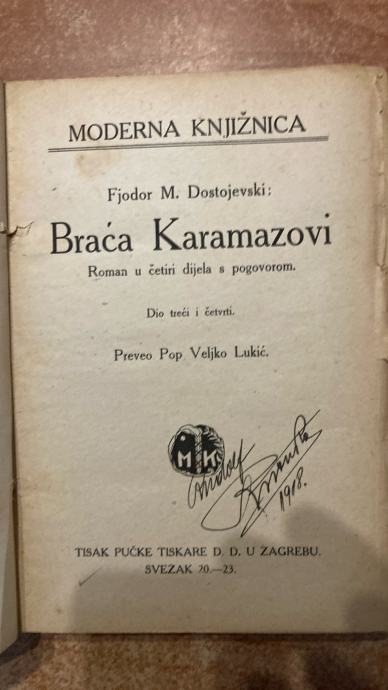 MODERNA KNJIŽNICA
Fjodor M. Dostojevski:
Braća Karamazovi
Roman u četiri dijela s pogovorom.
Dio treći i četvrti.
Preveo Pop Veljko Lukić.
MK
Rudolf
1918.
TISAK PUČKE TISKARE D. D. U ZAGREBU.
SVEZAK 20.—23.